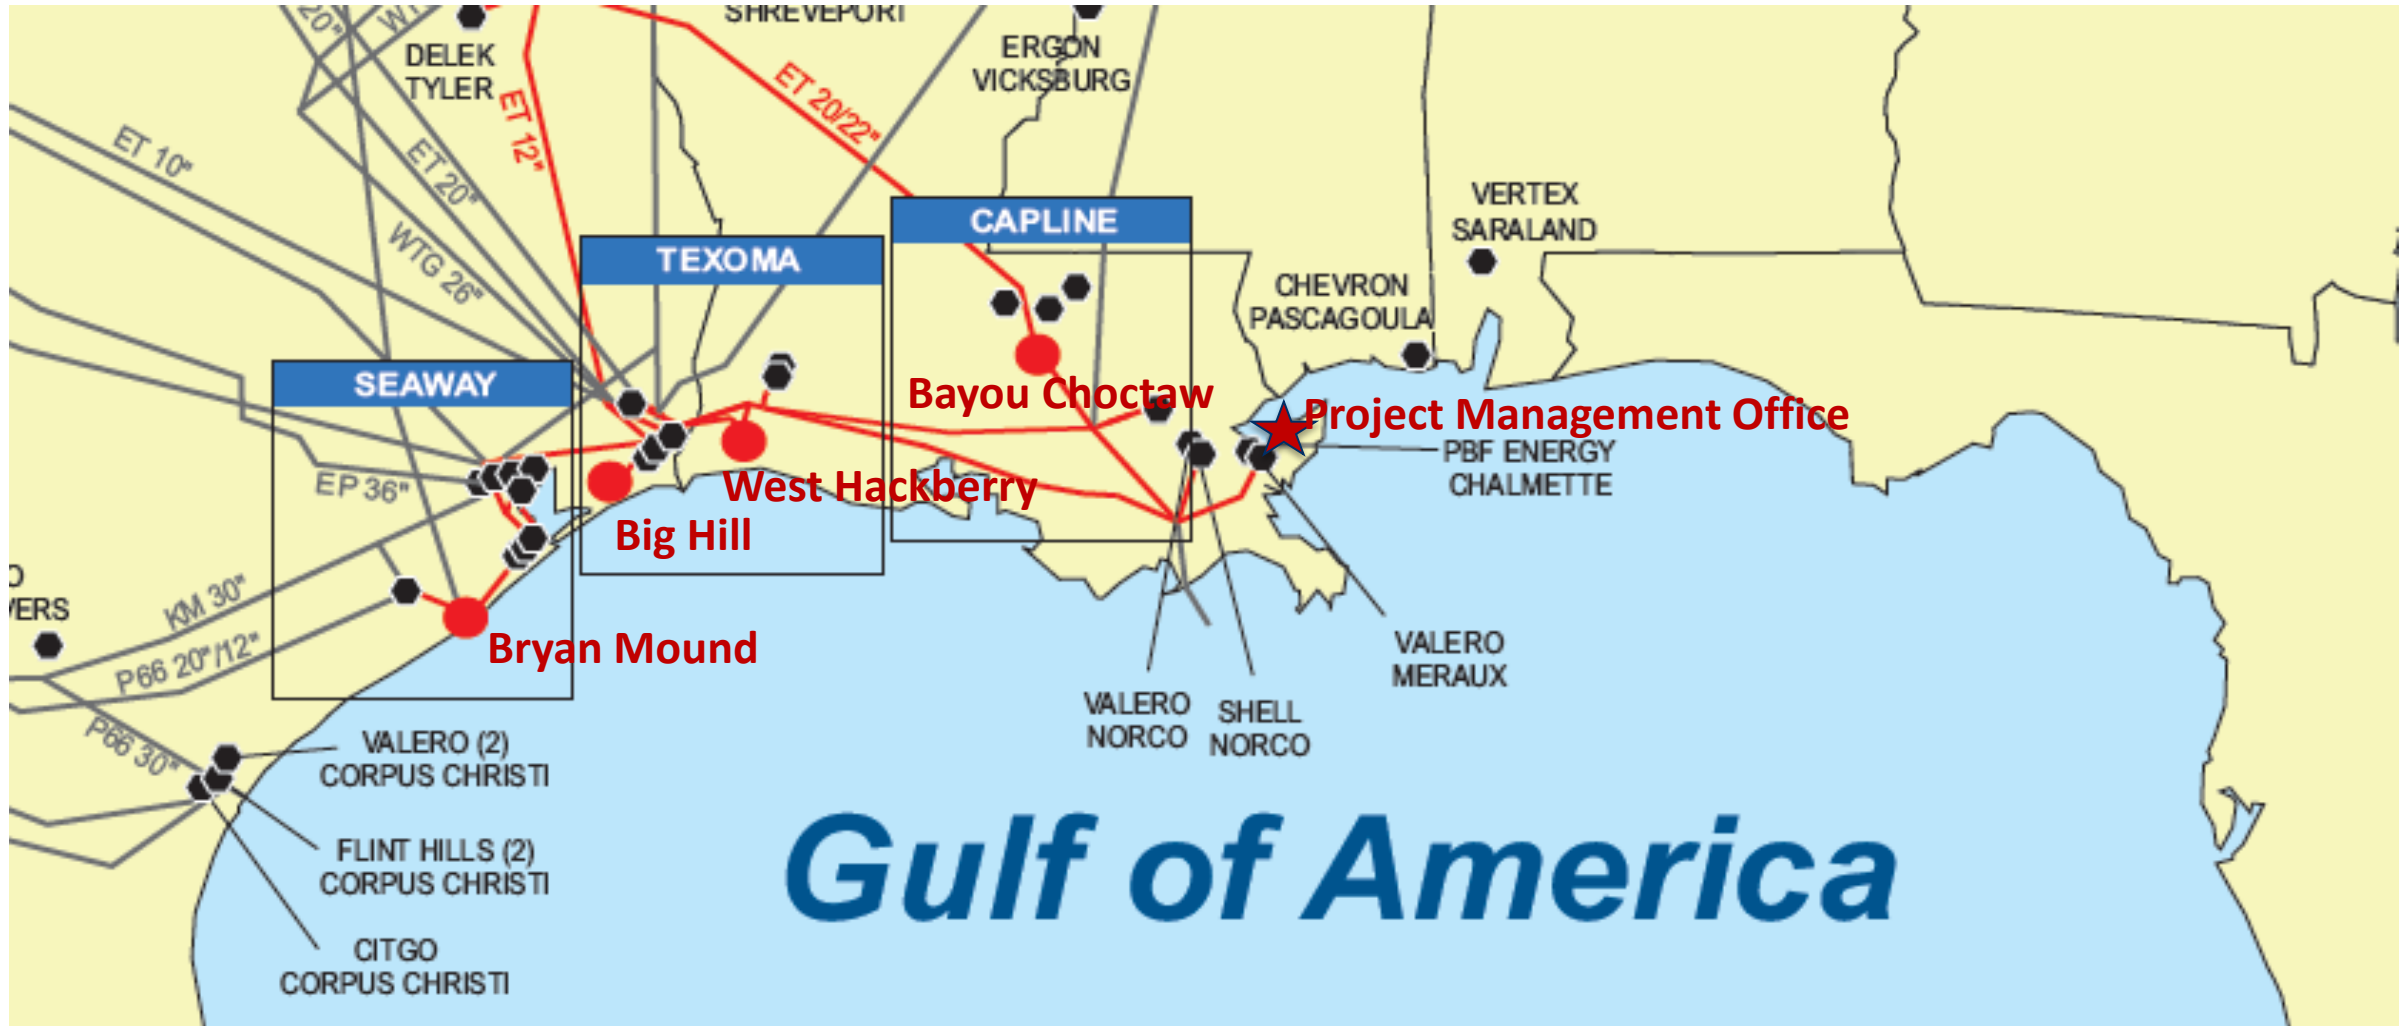 20"
SHREVEPORT
DELEK
TYLER
ERGON
VICKSBURG
ET 12"
ET 20/22"
ET 10"
ET 20"
WTG 26"
VERTEX
SARALAND
CAPLINE
TEXOMA
SEAWAY
CHEVRON
PASCAGOULA
Bayou Choctaw
Project Management Office
PBF ENERGY
CHALMETTE
EP 36"
West Hackberry
Big Hill
KM 30"
VERS
Bryan Mound
P66 20"/12"
VALERO
MERAUX
VALERO
NORCO
SHELL
NORCO
P66 30"
VALERO (2)
CORPUS CHRISTI
FLINT HILLS (2)
CORPUS CHRISTI
Gulf of America
CITGO
CORPUS CHRISTI